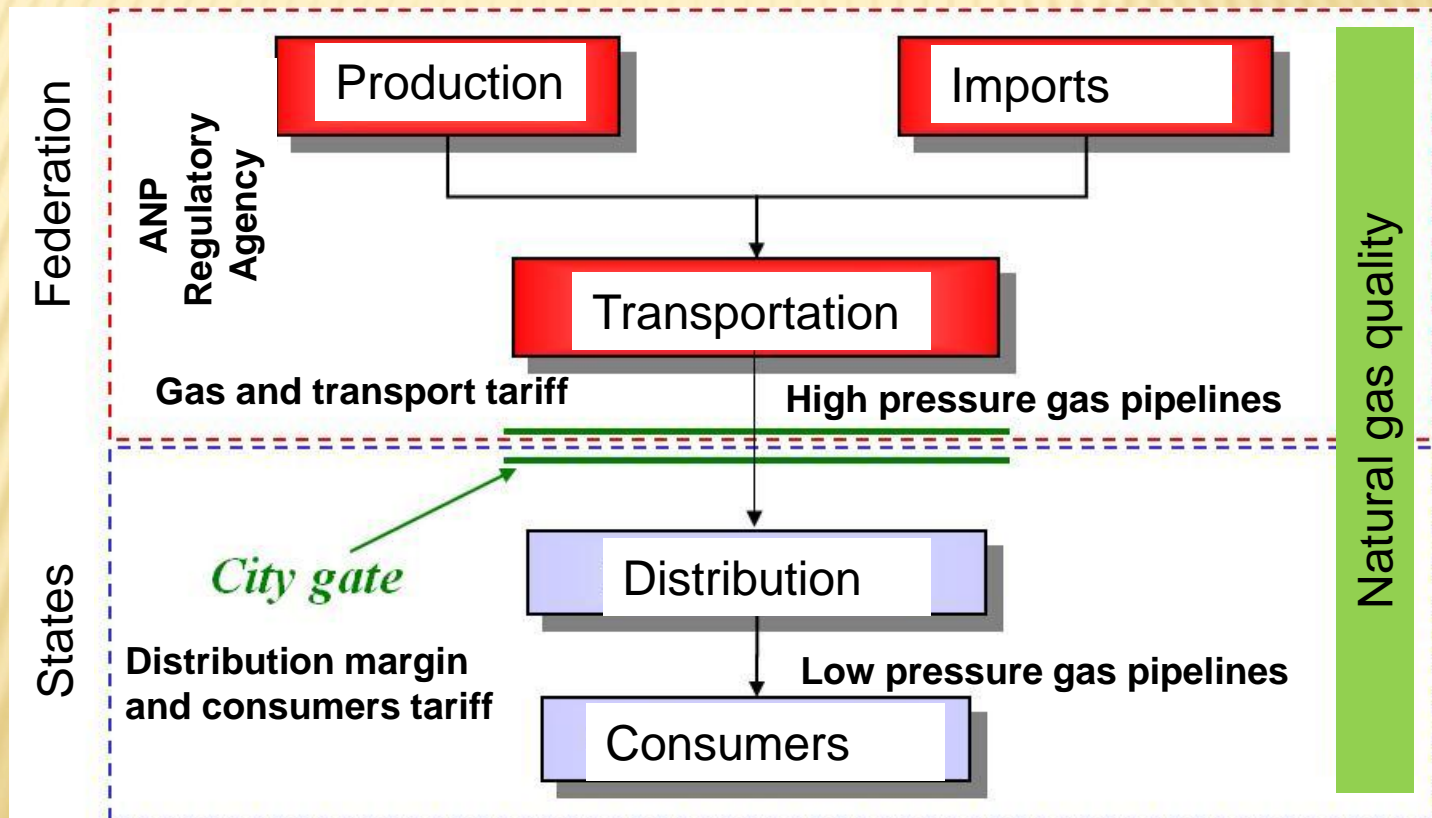 Federation
ANP
Regulatory
Agency
Production
Imports
Transportation
Gas and transport tariff
High pressure gas pipelines
Natural gas quality
States
City gate
Distribution
Distribution margin
and consumers tariff
Low pressure gas pipelines
Consumers